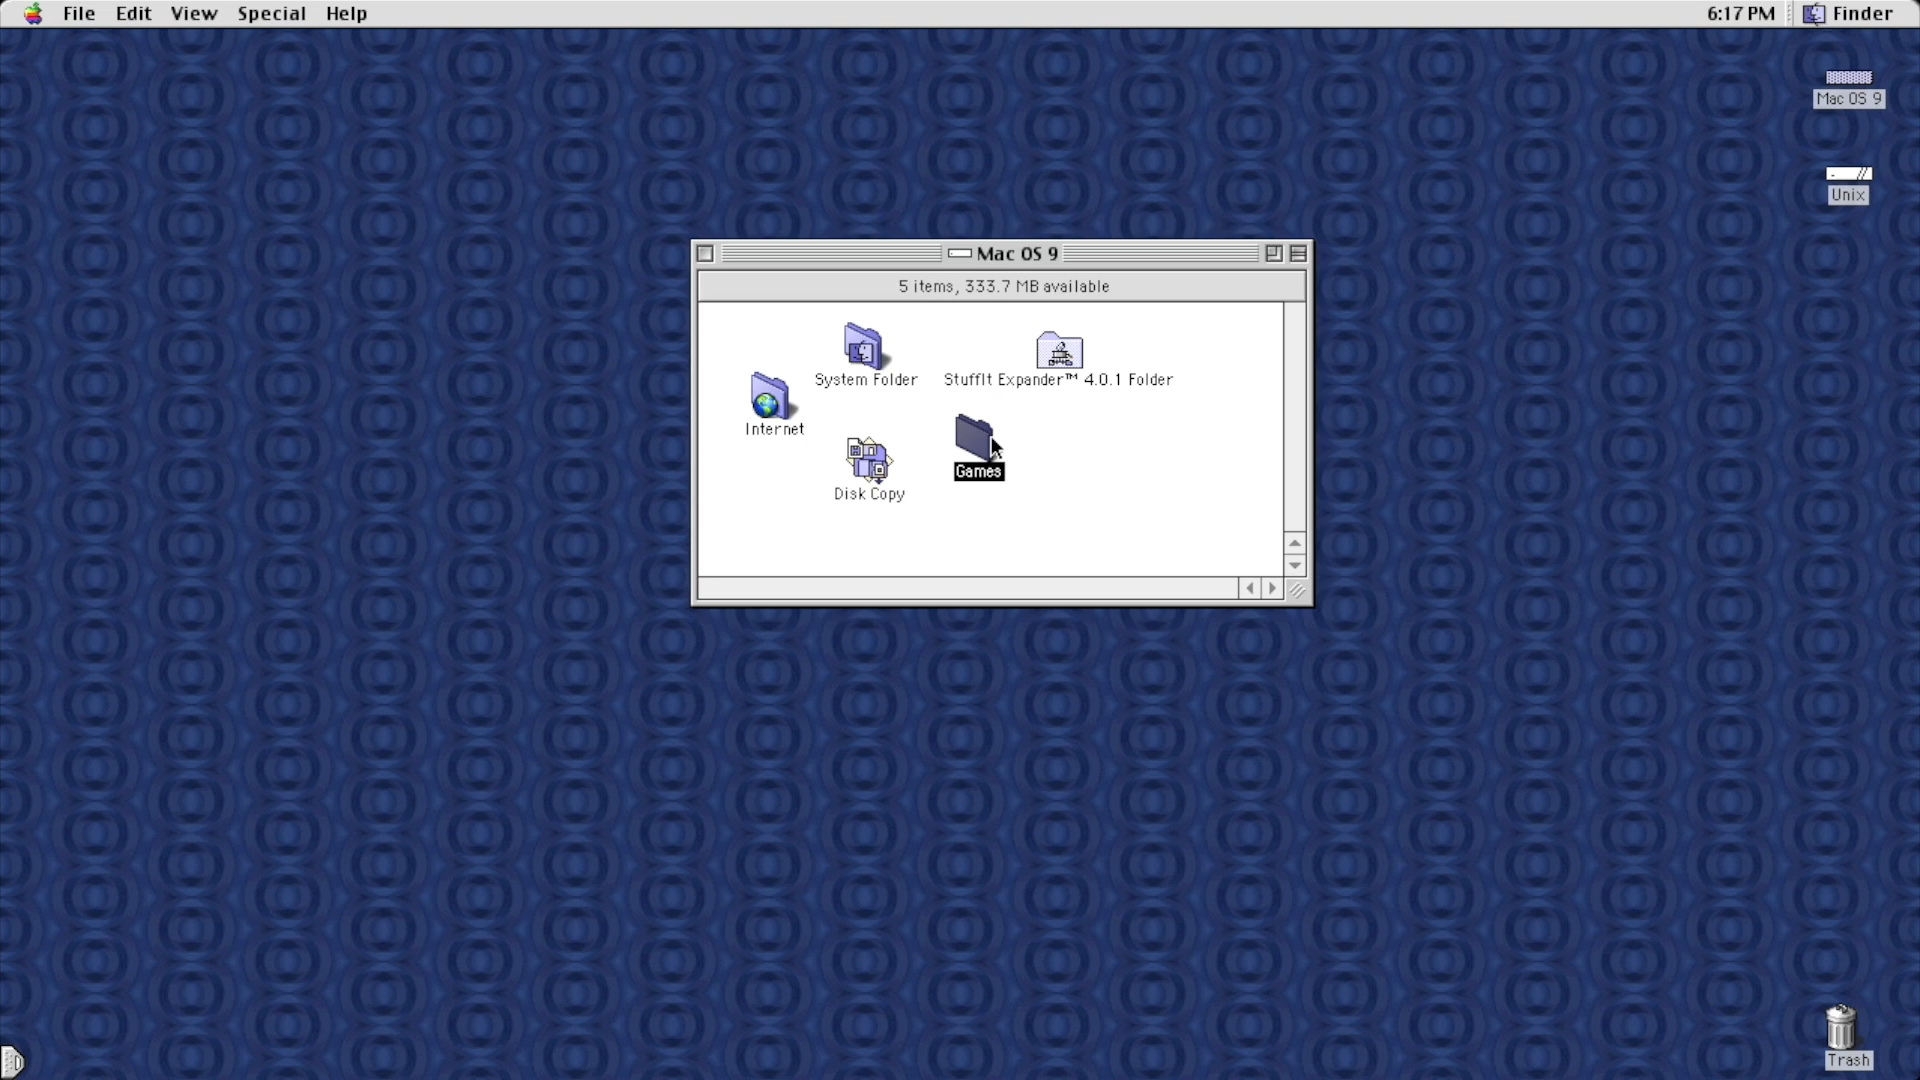 File Edit View Special Help 6:17 PM Finder
Mac OS 9
Unix
Mac OS 9
5 items, 333.7 MB available
System Folder
StuffIt Expander™ 4.0.1 Folder
Internet
Games
Disk Copy
Trash